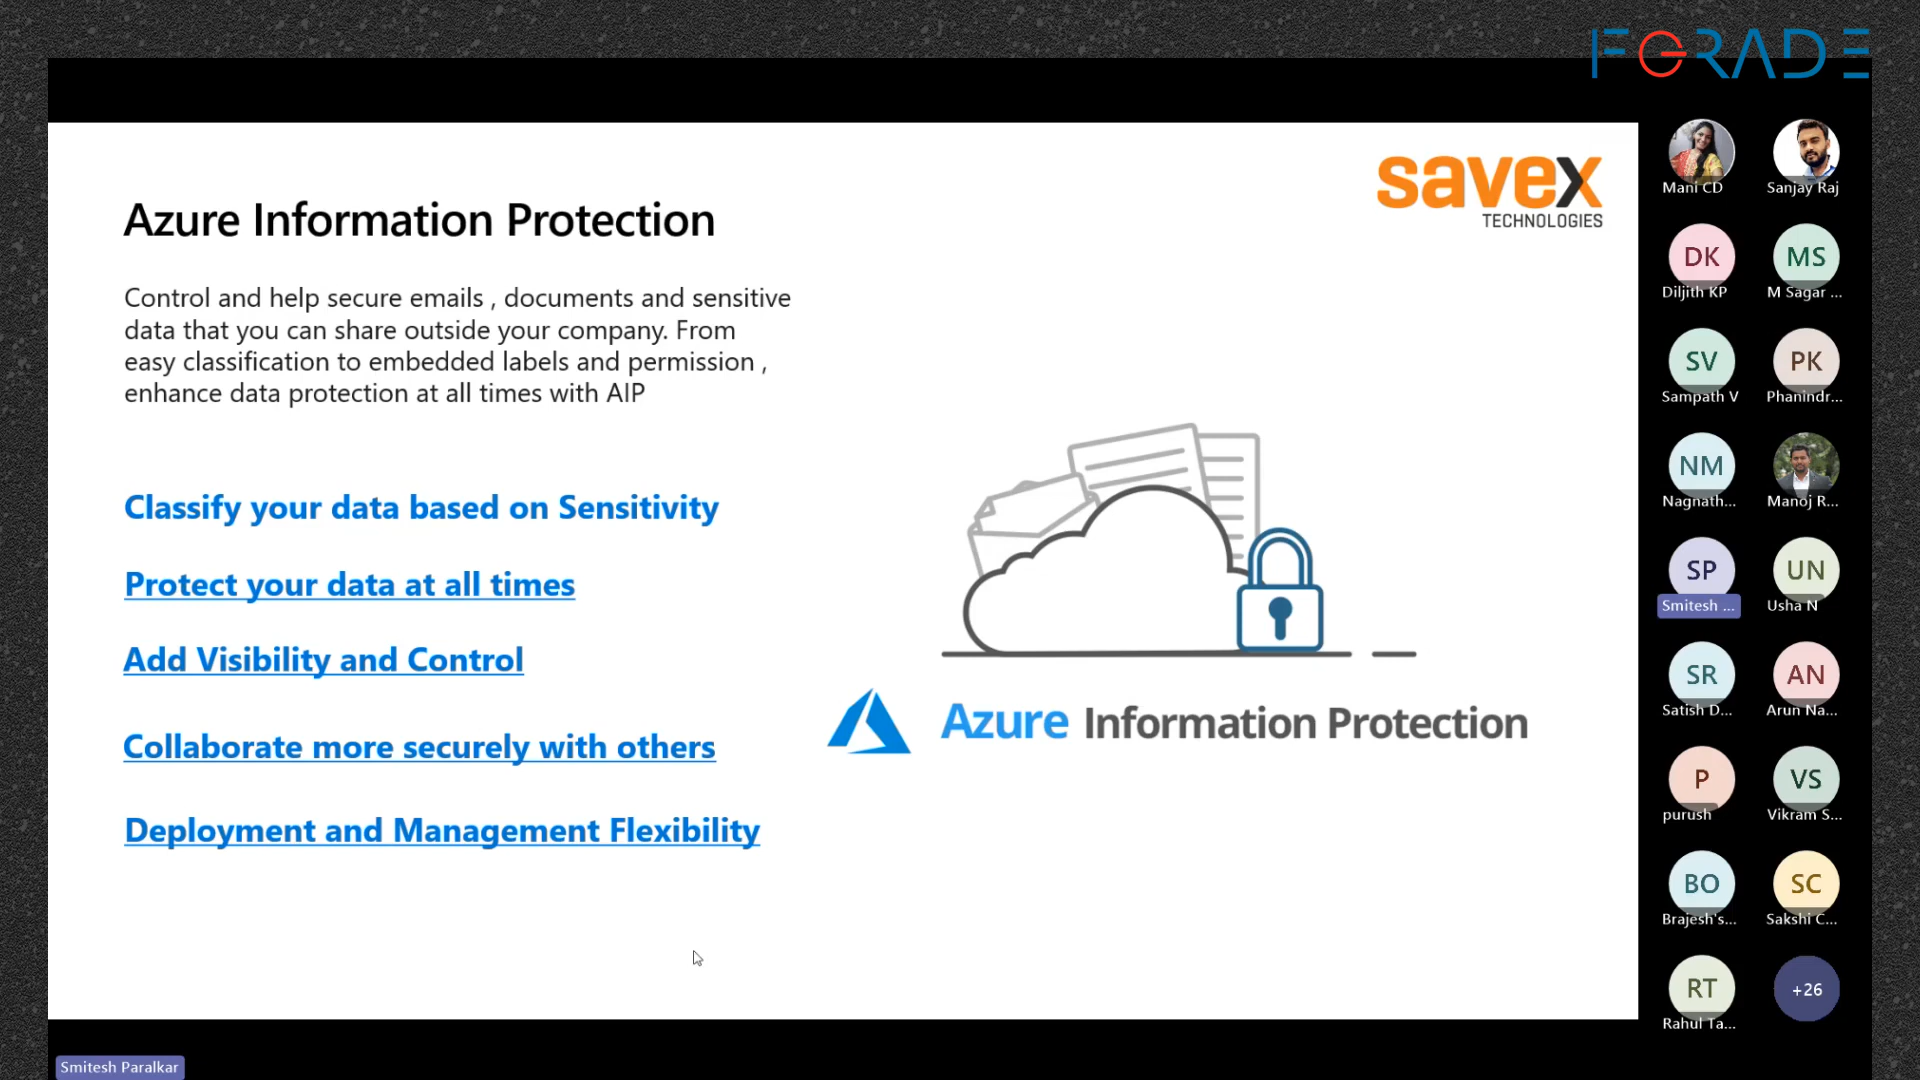 FGRADE
savex
TECHNOLOGIES
Azure Information Protection
Control and help secure emails , documents and sensitive
data that you can share outside your company. From
easy classification to embedded labels and permission ,
enhance data protection at all times with AIP
Classify your data based on Sensitivity
Protect your data at all times
Add Visibility and Control
Collaborate more securely with others
Deployment and Management Flexibility
Azure Information Protection
Mani CD
Sanjay Raj
DK
Diljith KP
MS
M Sagar ...
SV
Sampath V
PK
Phanindr...
NM
Nagnath...
Manoj R...
SP
Smitesh ...
UN
Usha N
SR
Satish D...
AN
Arun Na...
P
purush
VS
Vikram S...
BO
Brajesh's...
SC
Sakshi C...
RT
Rahul Ta...
+26
Smitesh Paralkar